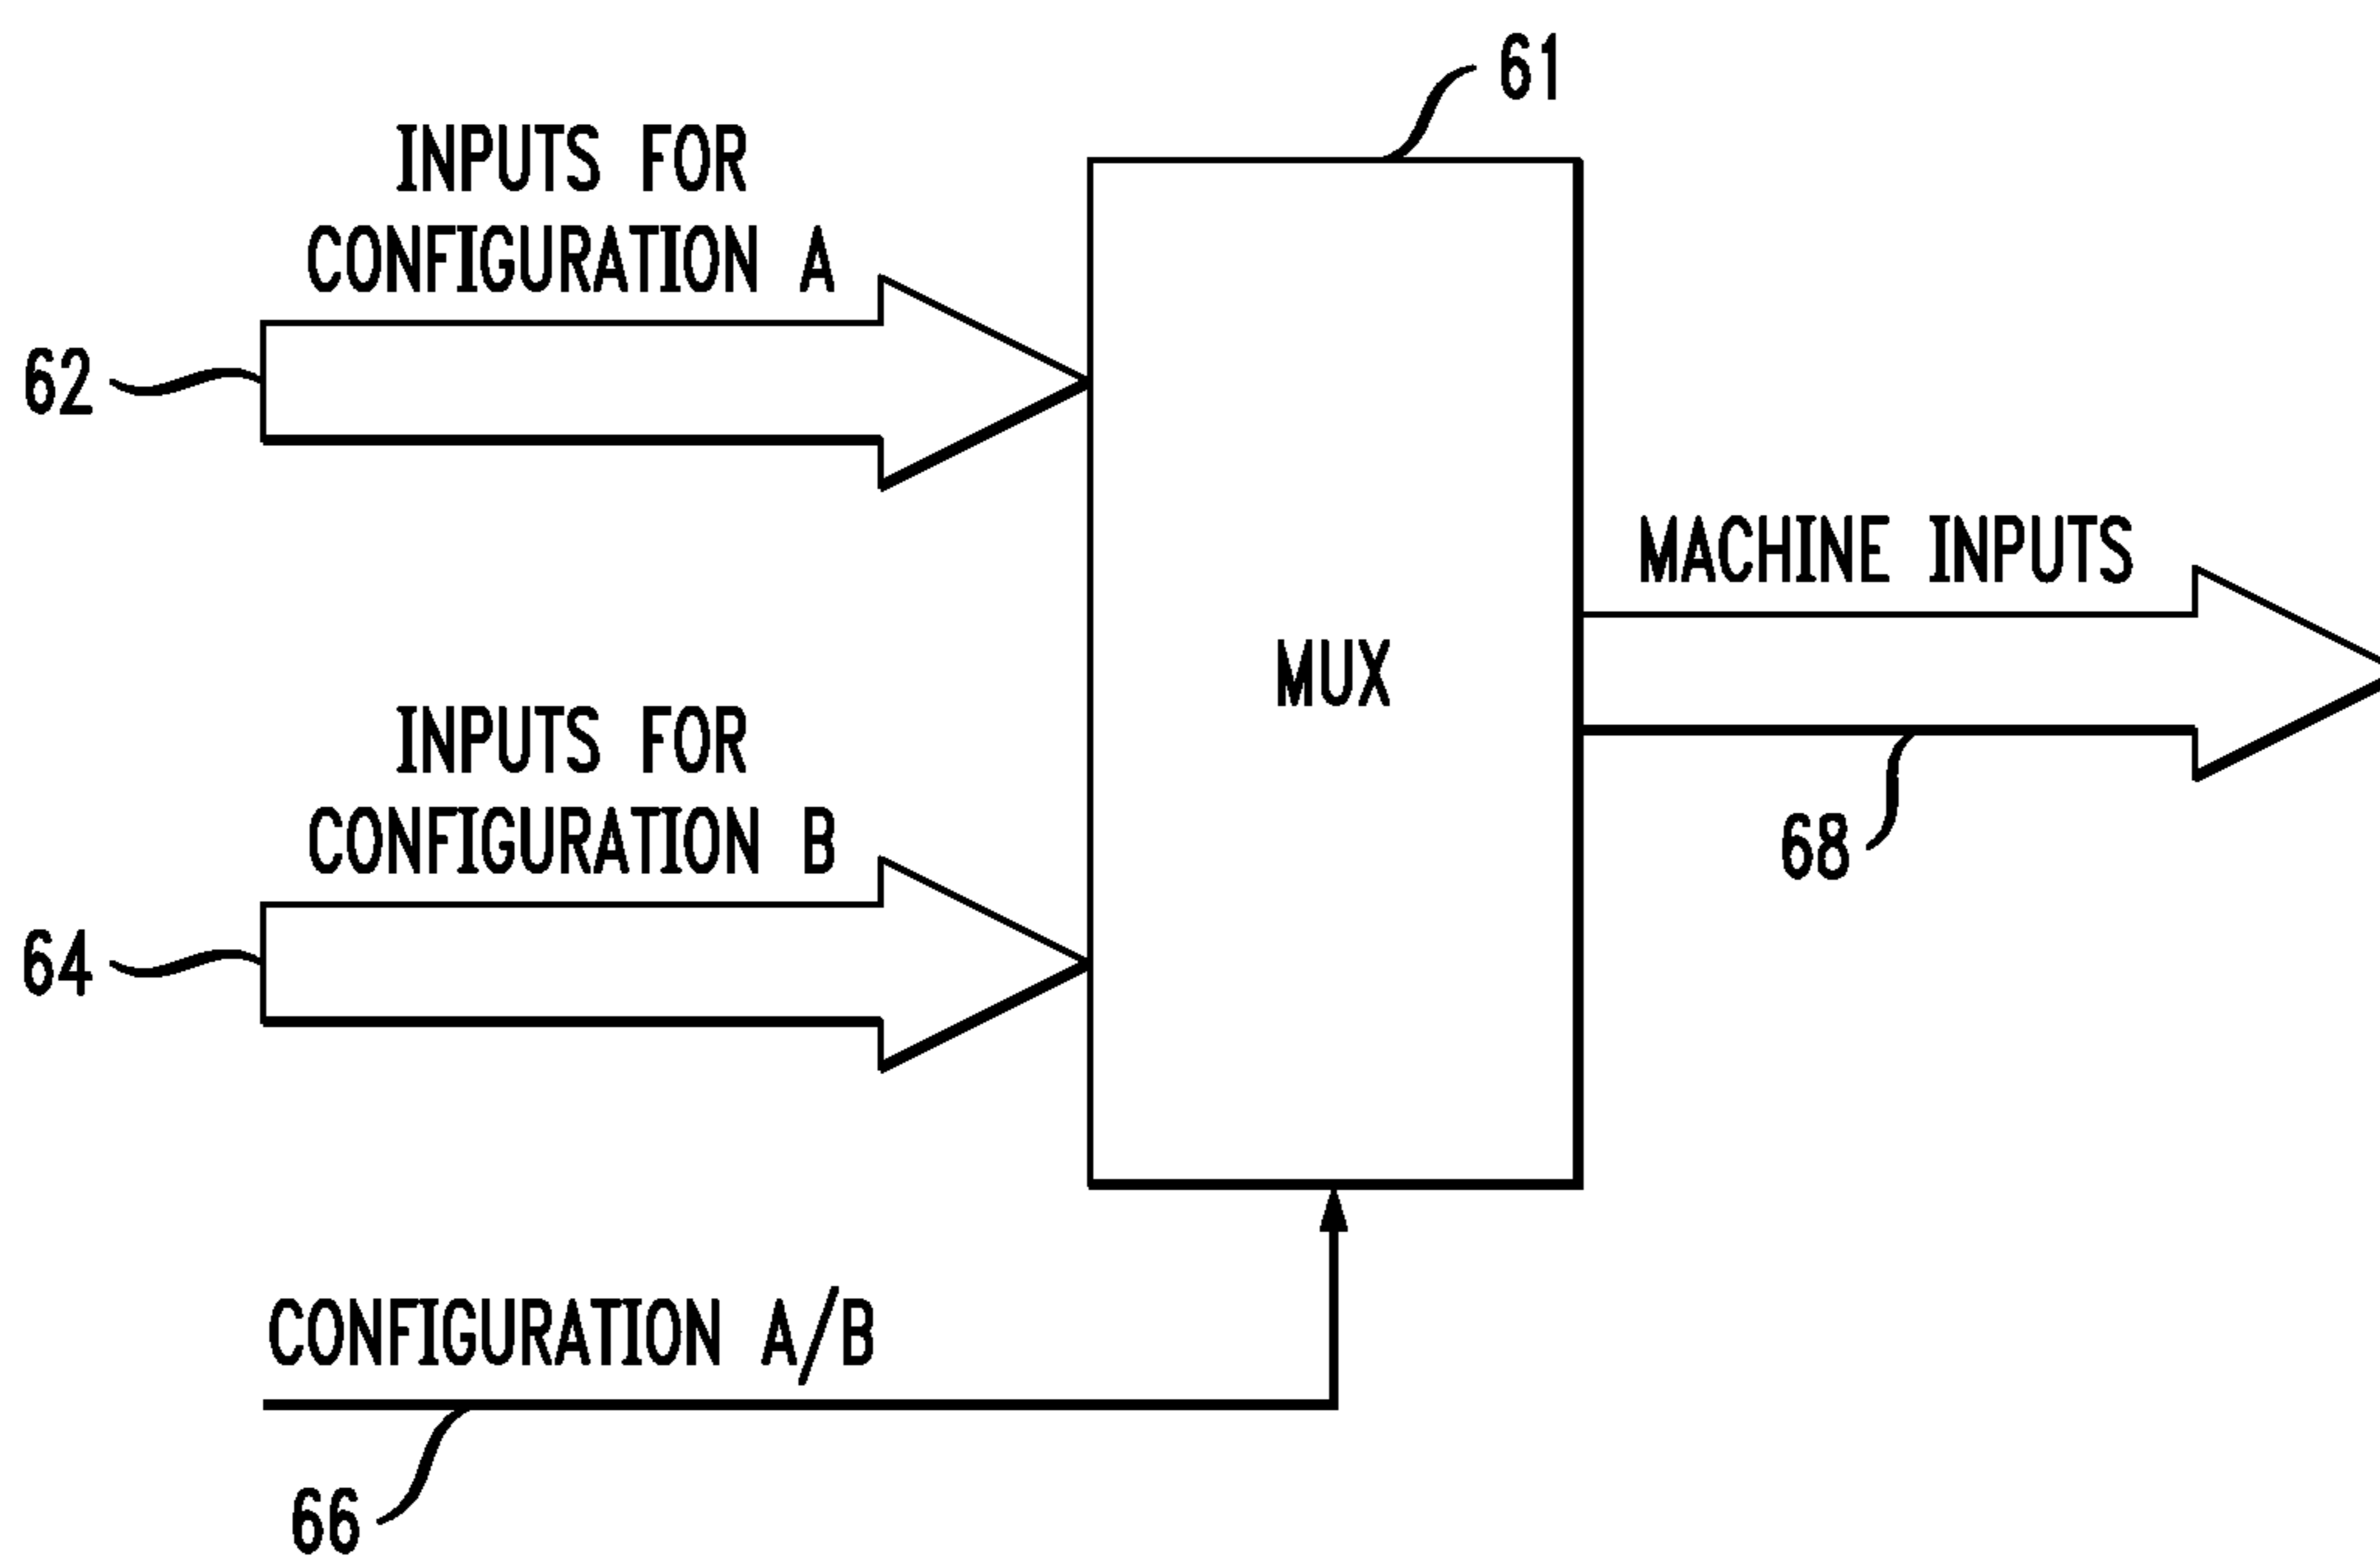 61
INPUTS FOR
CONFIGURATION A
62
MACHINE INPUTS
MUX
INPUTS FOR
CONFIGURATION B
68
64
CONFIGURATION A/B
66